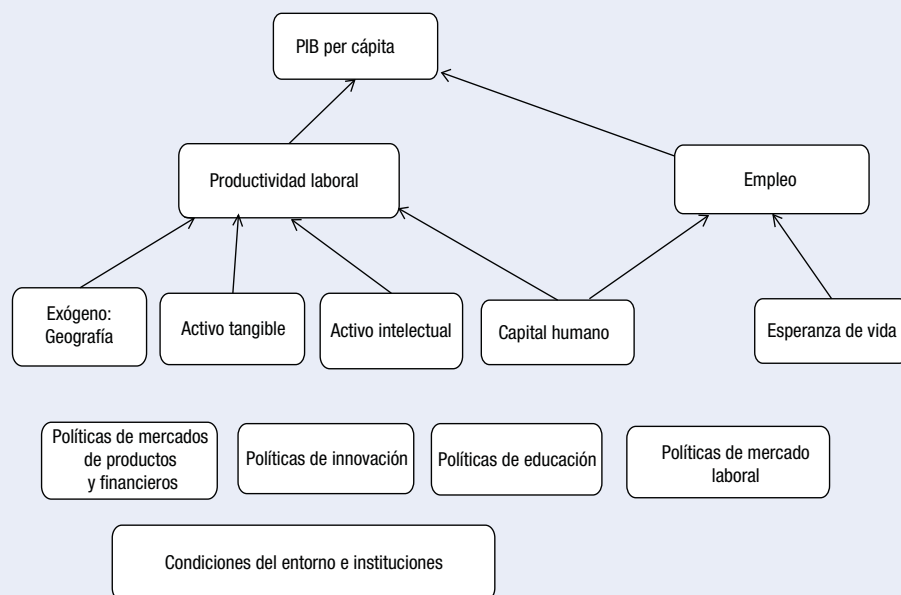 PIB per cápita
Productividad laboral
Empleo
Exógeno:
Geografía
Activo tangible
Activo intelectual
Capital humano
Esperanza de vida
Políticas de mercados
de productos
y financieros
Políticas de innovación
Políticas de educación
Políticas de mercado
laboral
Condiciones del entorno e instituciones